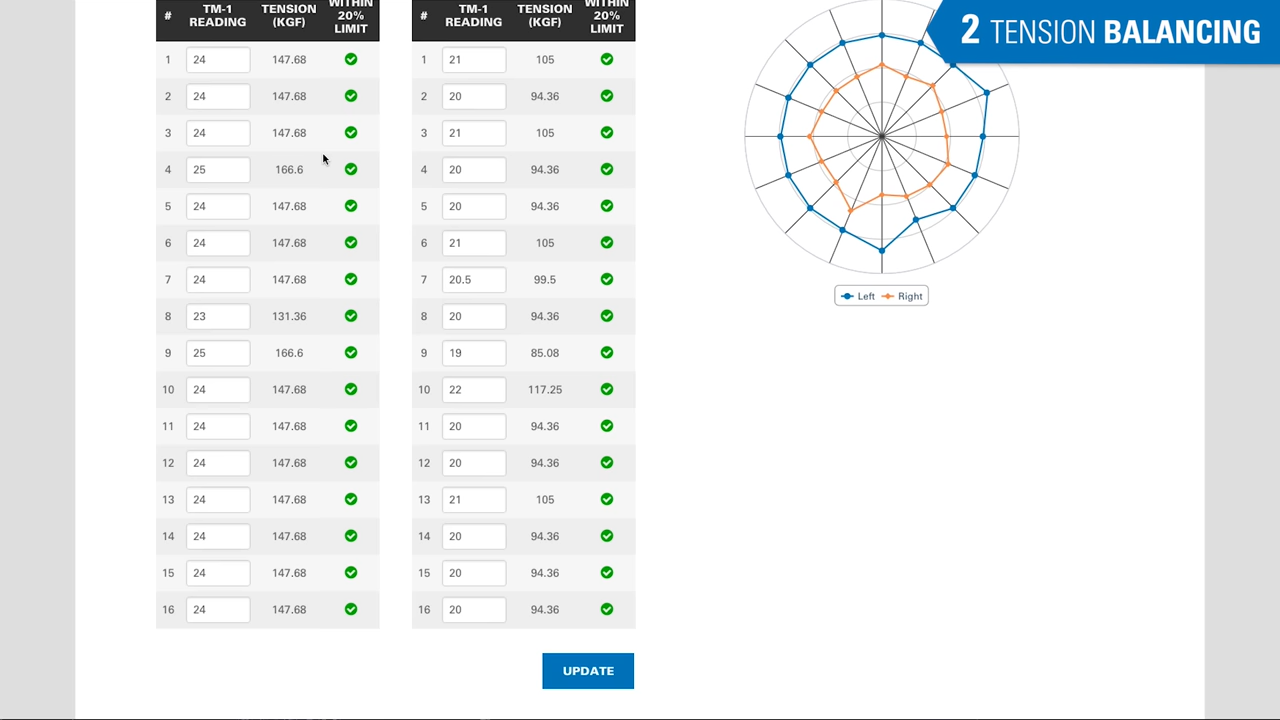 2 TENSION BALANCING
# TM-1 READING TENSION (KGF) WITHIN 20% LIMIT
1 24 147.68
2 24 147.68
3 24 147.68
4 25 166.6
5 24 147.68
6 24 147.68
7 24 147.68
8 23 131.36
9 25 166.6
10 24 147.68
11 24 147.68
12 24 147.68
13 24 147.68
14 24 147.68
15 24 147.68
16 24 147.68
# TM-1 READING TENSION (KGF) WITHIN 20% LIMIT
1 21 105
2 20 94.36
3 21 105
4 20 94.36
5 20 94.36
6 21 105
7 20.5 99.5
8 20 94.36
9 19 85.08
10 22 117.25
11 20 94.36
12 20 94.36
13 21 105
14 20 94.36
15 20 94.36
16 20 94.36
Left Right
UPDATE